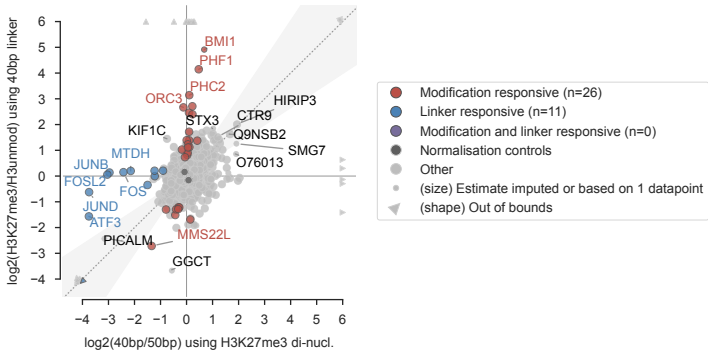 6
5
4
3
2
1
0
−1
−2
−3
−4
log2(H3K27me3/H3unmod) using 40bp linker
BMI1
PHF1
PHC2
ORC3
HIRIP3
STX3
CTR9
KIF1C
Q9NSB2
MTDH
SMG7
JUNB
O76013
FOSL2
FOS
JUND
ATF3
PICALM
MMS22L
GGCT
−4 −3 −2 −1 0 1 2 3 4 5 6
log2(40bp/50bp) using H3K27me3 di-nucl.
Modification responsive (n=26)
Linker responsive (n=11)
Modification and linker responsive (n=0)
Normalisation controls
Other
(size) Estimate imputed or based on 1 datapoint
(shape) Out of bounds